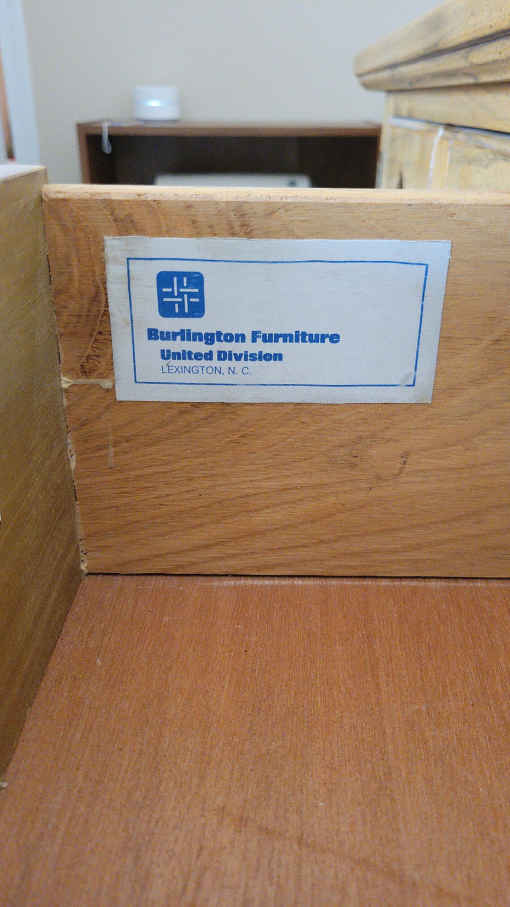 Burlington Furniture
United Division
LEXINGTON, N. C.